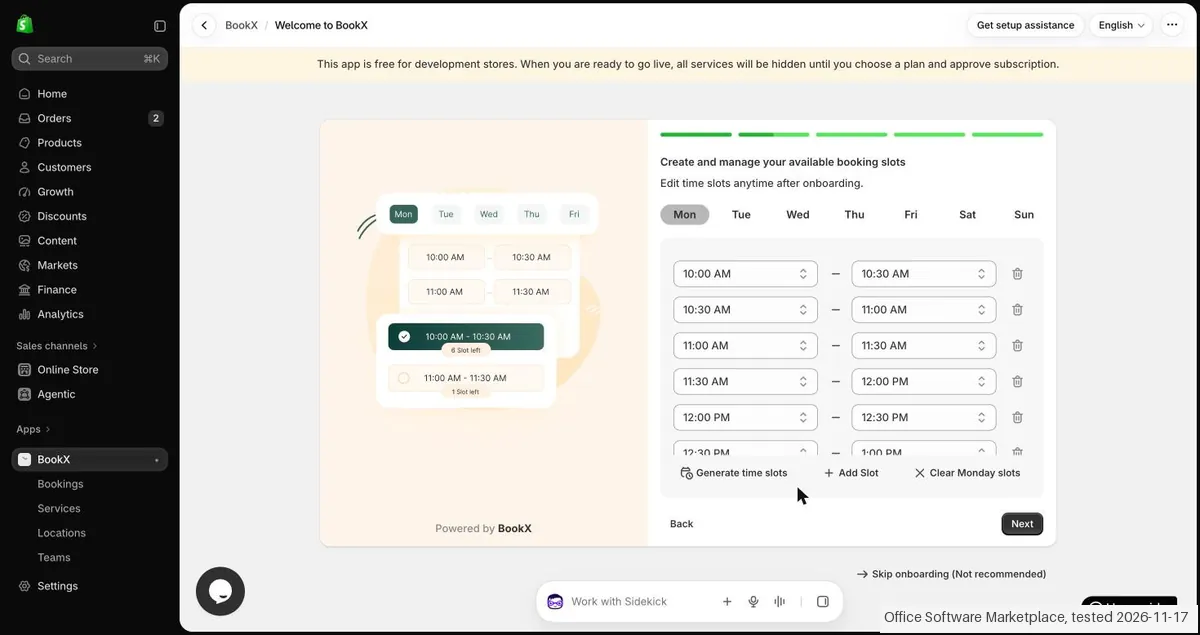 BookX / Welcome to BookX
Get setup assistance
English
Search ⌘K
This app is free for development stores. When you are ready to go live, all services will be hidden until you choose a plan and approve subscription.
Home
Orders 2
Products
Customers
Growth
Discounts
Content
Markets
Finance
Analytics
Sales channels
Online Store
Agentic
Apps
BookX
Bookings
Services
Locations
Teams
Settings
Mon Tue Wed Thu Fri
10:00 AM - 10:30 AM
11:00 AM - 11:30 AM
10:00 AM - 10:30 AM
6 Slot left
11:00 AM - 11:30 AM
1 Slot left
Powered by BookX
Create and manage your available booking slots
Edit time slots anytime after onboarding.
Mon Tue Wed Thu Fri Sat Sun
10:00 AM – 10:30 AM
10:30 AM – 11:00 AM
11:00 AM – 11:30 AM
11:30 AM – 12:00 PM
12:00 PM – 12:30 PM
12:30 PM – 1:00 PM
Generate time slots + Add Slot Clear Monday slots
Back Next
Skip onboarding (Not recommended)
Work with Sidekick
Office Software Marketplace, tested 2026-11-17